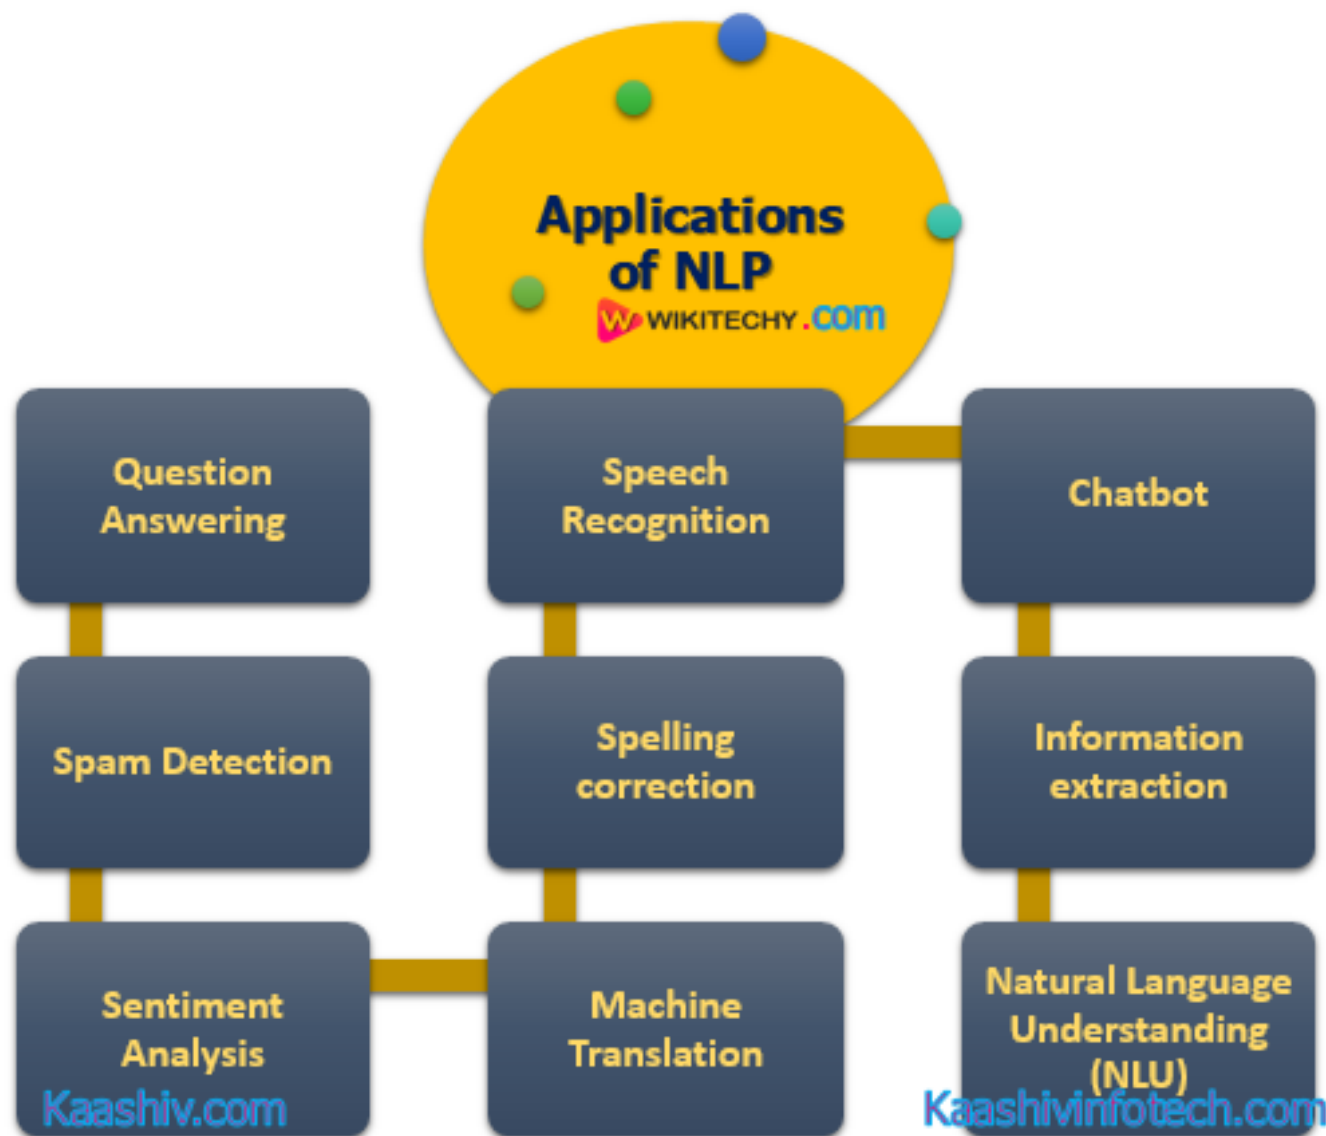 Applications
of NLP
W WIKITECHY.com
Question
Answering
Speech
Recognition
Chatbot
Spam Detection
Spelling
correction
Information
extraction
Sentiment
Analysis
Machine
Translation
Natural Language
Understanding
(NLU)
Kaashiv.com
Kaashivinfotech.com